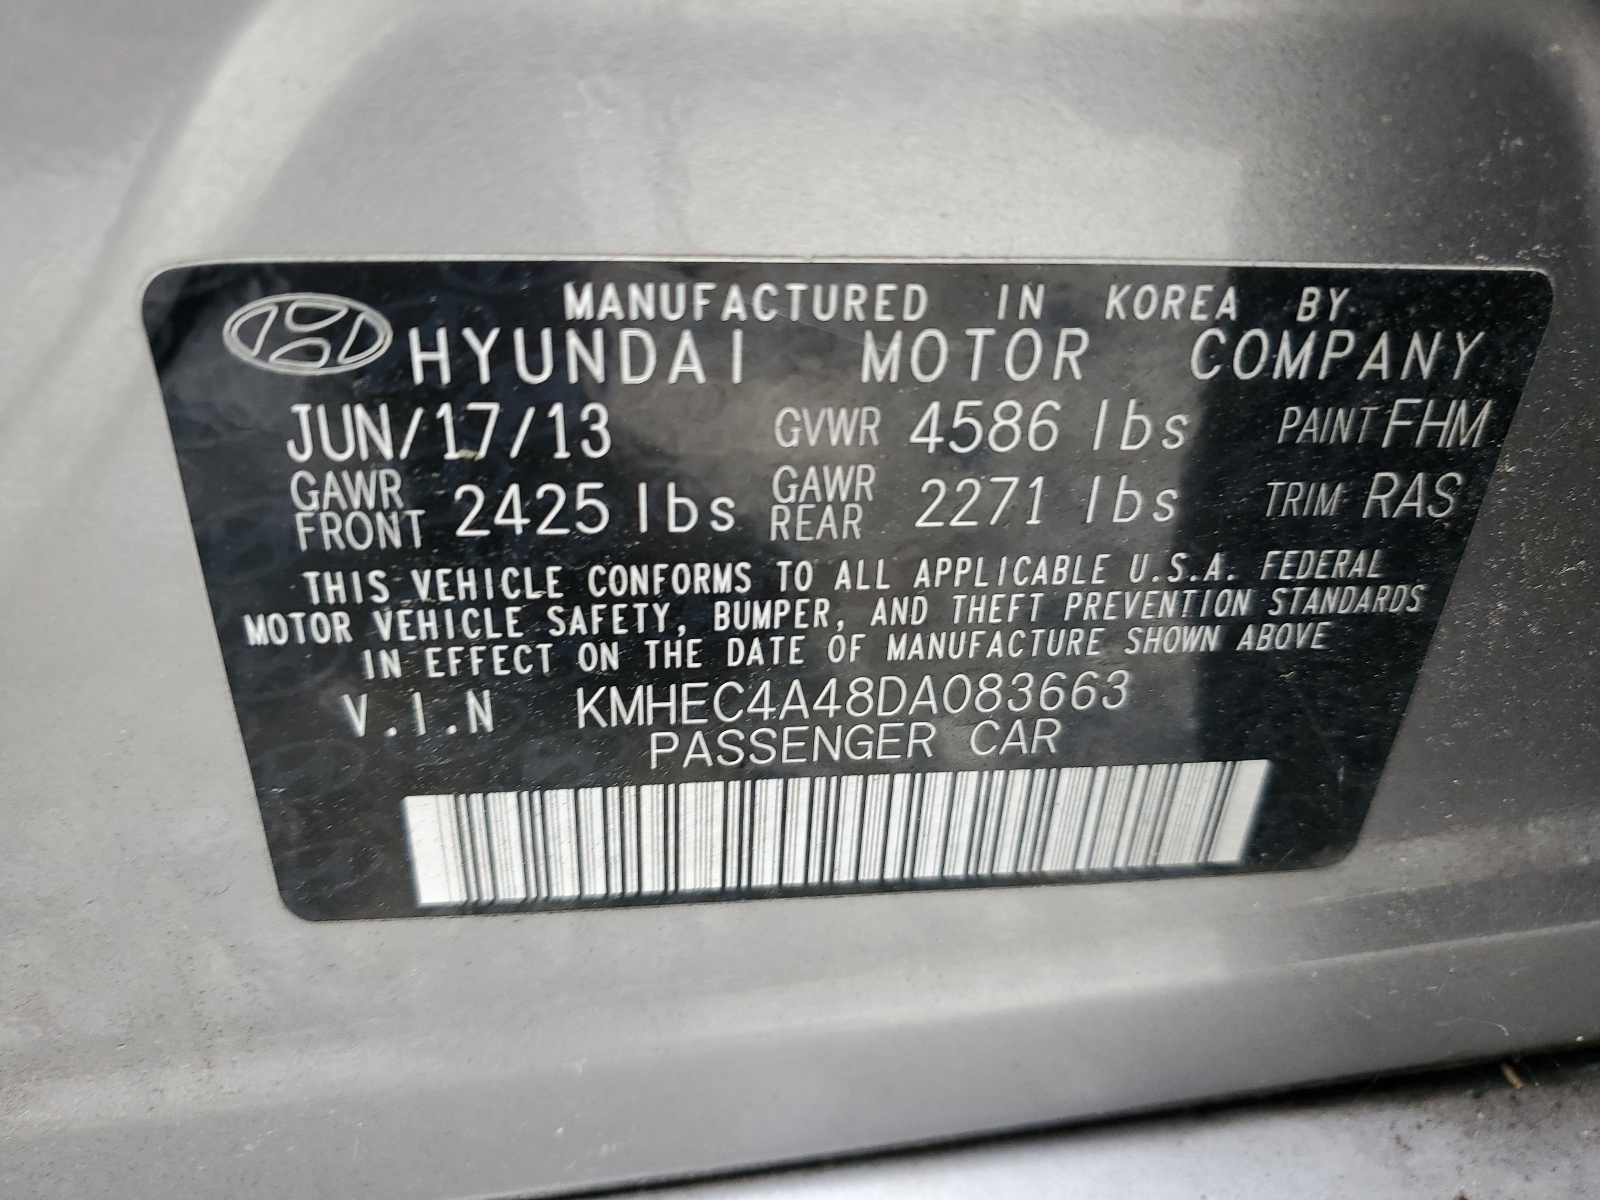 MANUFACTURED IN KOREA BY
HYUNDAI MOTOR COMPANY
JUN/17/13 GVWR 4586 lbs PAINT FHM
GAWR FRONT 2425 lbs GAWR REAR 2271 lbs TRIM RAS
THIS VEHICLE CONFORMS TO ALL APPLICABLE U.S.A. FEDERAL
MOTOR VEHICLE SAFETY, BUMPER, AND THEFT PREVENTION STANDARDS
IN EFFECT ON THE DATE OF MANUFACTURE SHOWN ABOVE
V.I.N KMHEC4A48DA083663
PASSENGER CAR